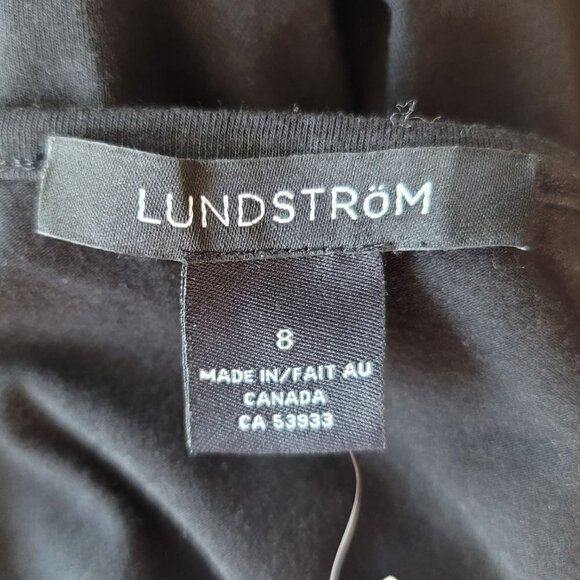 LUNDSTRöM
8
MADE IN/FAIT AU
CANADA
CA 53933